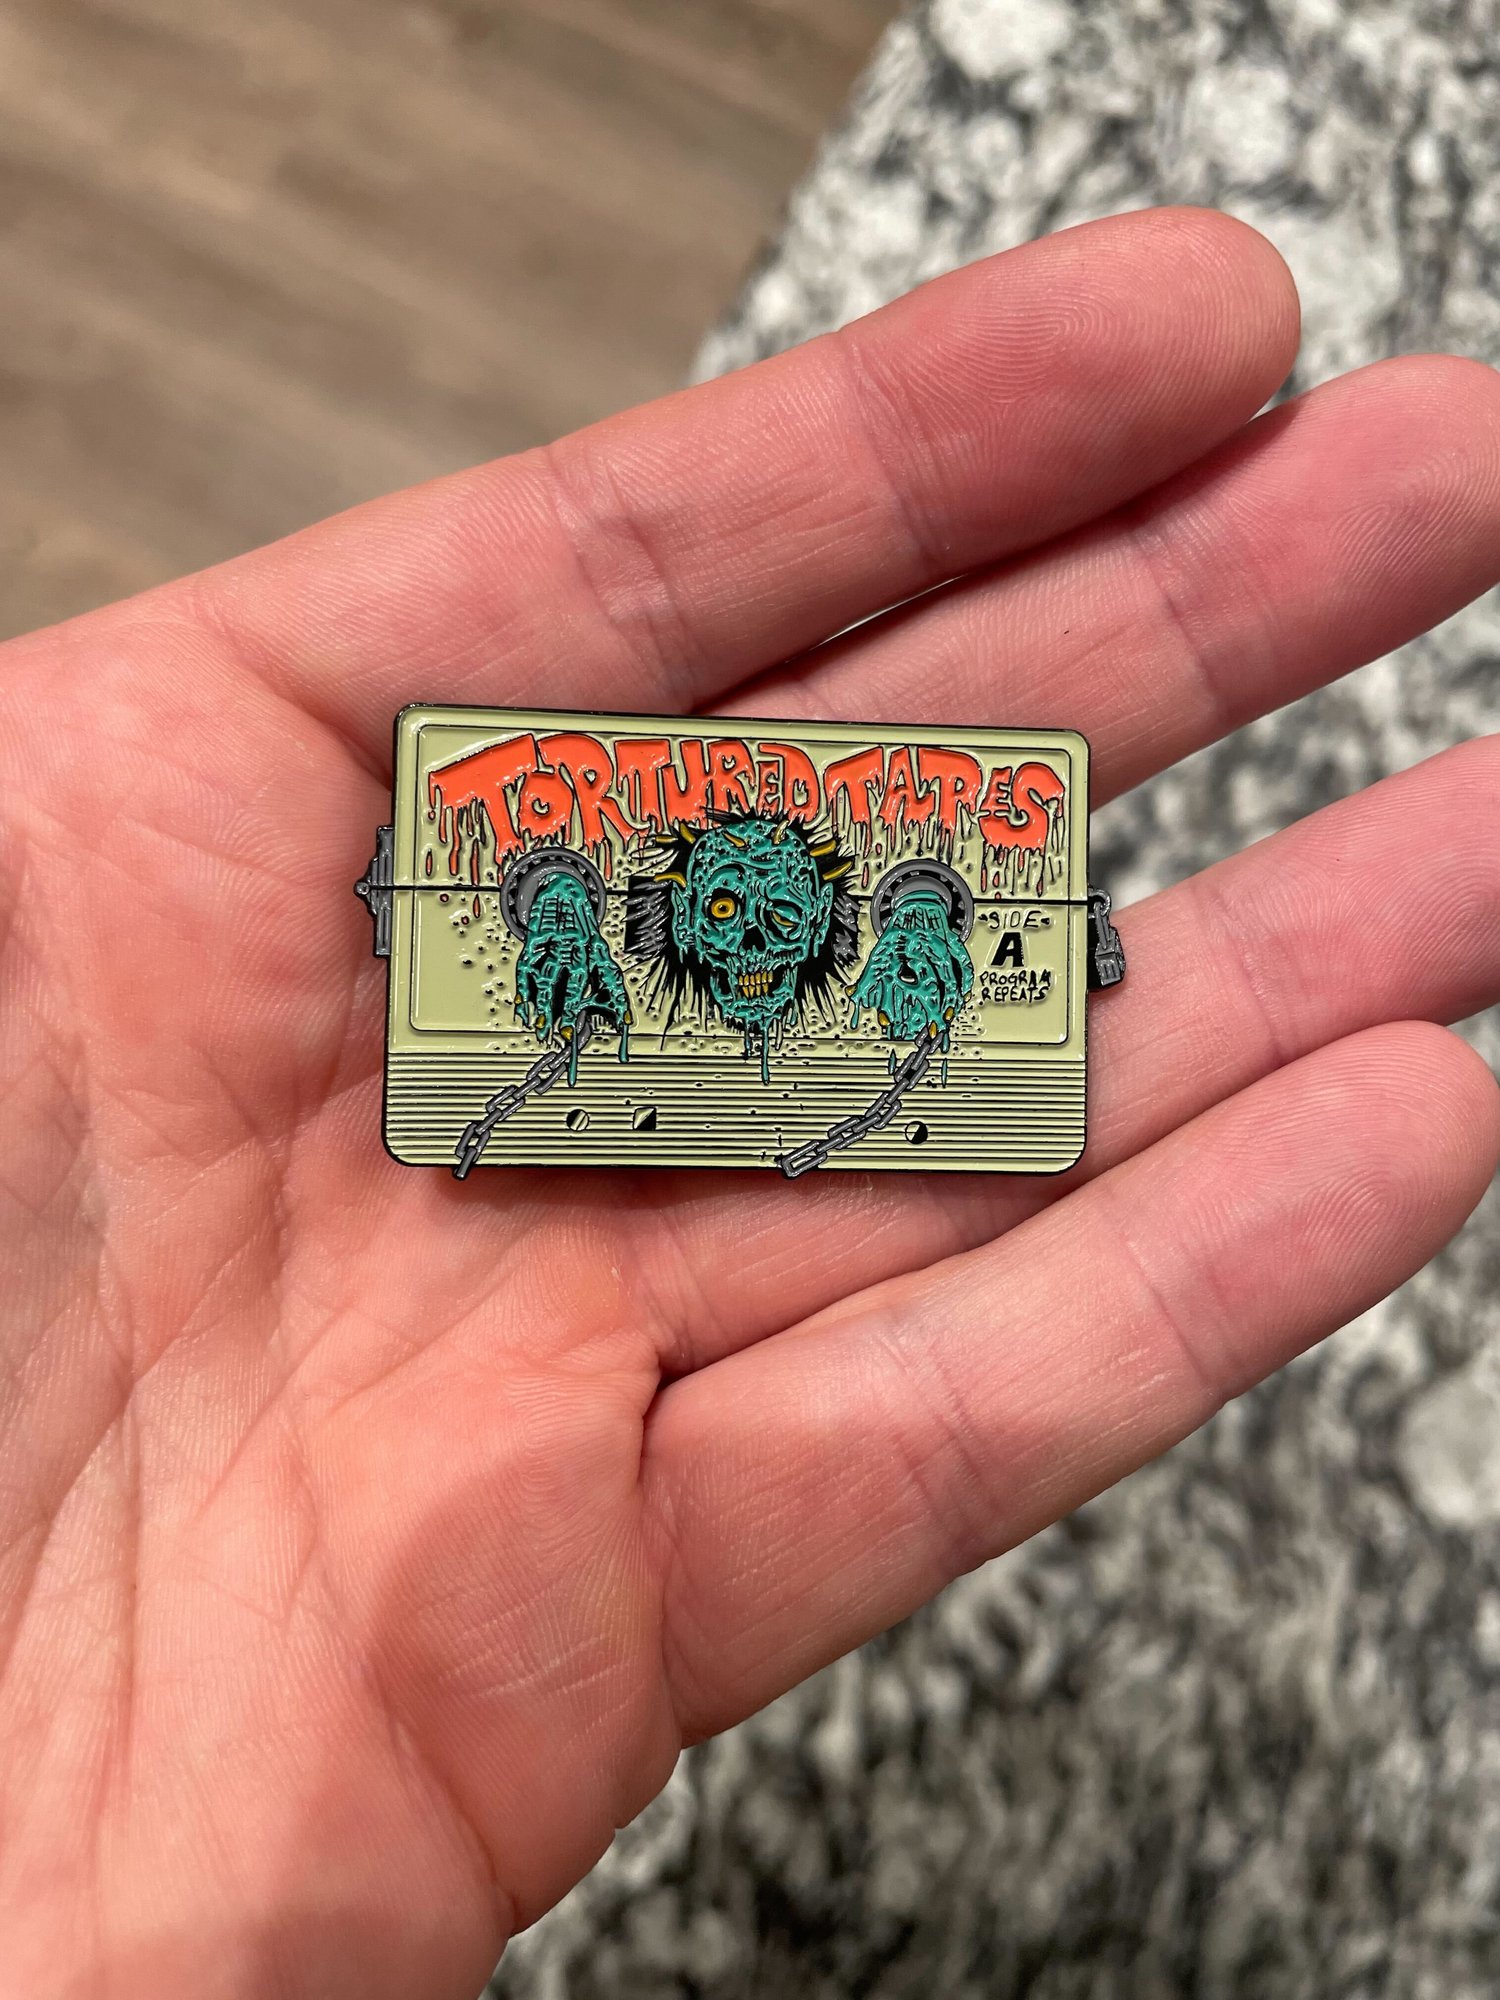 TORTURED TAPES
SIDE
A
PROGRAM
REPEATS